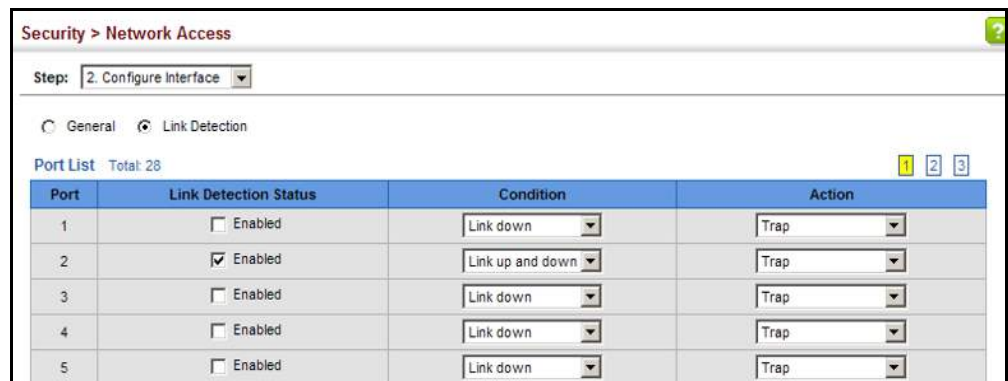 Security > Network Access
?
Step: 2. Configure Interface
General Link Detection
Port List Total: 28 1 2 3
Port Link Detection Status Condition Action
1 Enabled Link down Trap
2 Enabled Link up and down Trap
3 Enabled Link down Trap
4 Enabled Link down Trap
5 Enabled Link down Trap